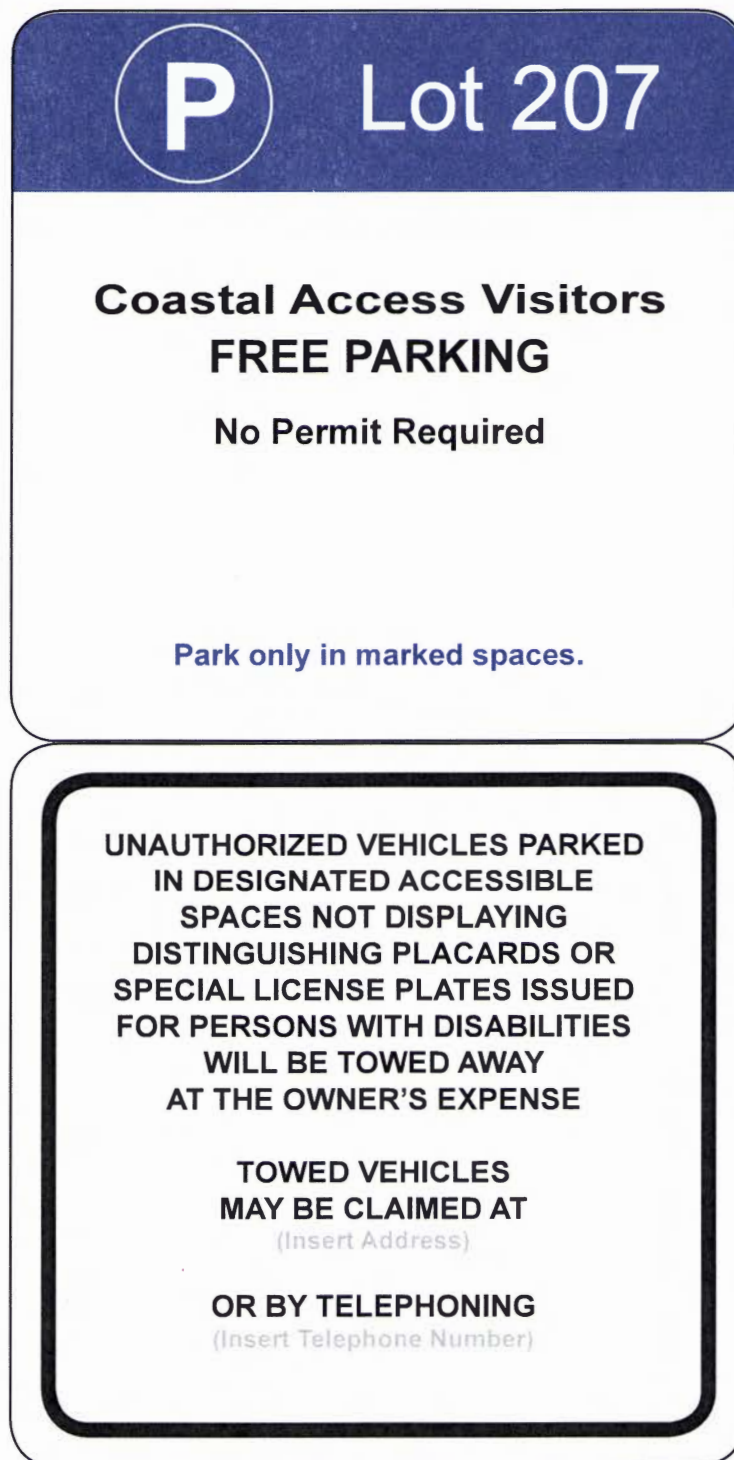 P Lot 207
Coastal Access Visitors
FREE PARKING
No Permit Required
Park only in marked spaces.
UNAUTHORIZED VEHICLES PARKED
IN DESIGNATED ACCESSIBLE
SPACES NOT DISPLAYING
DISTINGUISHING PLACARDS OR
SPECIAL LICENSE PLATES ISSUED
FOR PERSONS WITH DISABILITIES
WILL BE TOWED AWAY
AT THE OWNER'S EXPENSE
TOWED VEHICLES
MAY BE CLAIMED AT
(Insert Address)
OR BY TELEPHONING
(Insert Telephone Number)